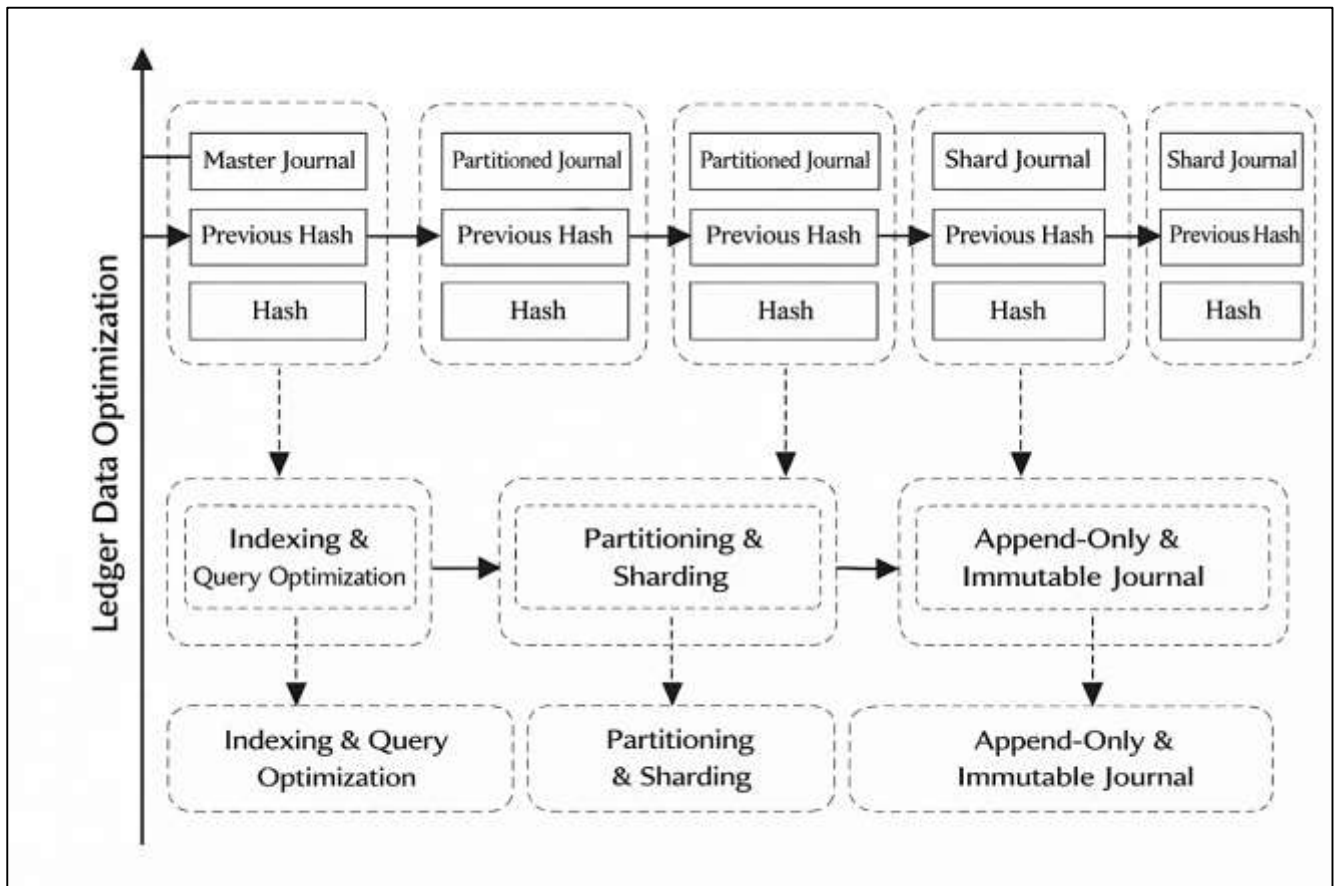 Ledger Data Optimization
Master Journal
Previous Hash
Hash
Partitioned Journal
Previous Hash
Hash
Partitioned Journal
Previous Hash
Hash
Shard Journal
Previous Hash
Hash
Shard Journal
Previous Hash
Hash
Indexing &
Query Optimization
Partitioning &
Sharding
Append-Only &
Immutable Journal
Indexing & Query
Optimization
Partitioning
& Sharding
Append-Only &
Immutable Journal